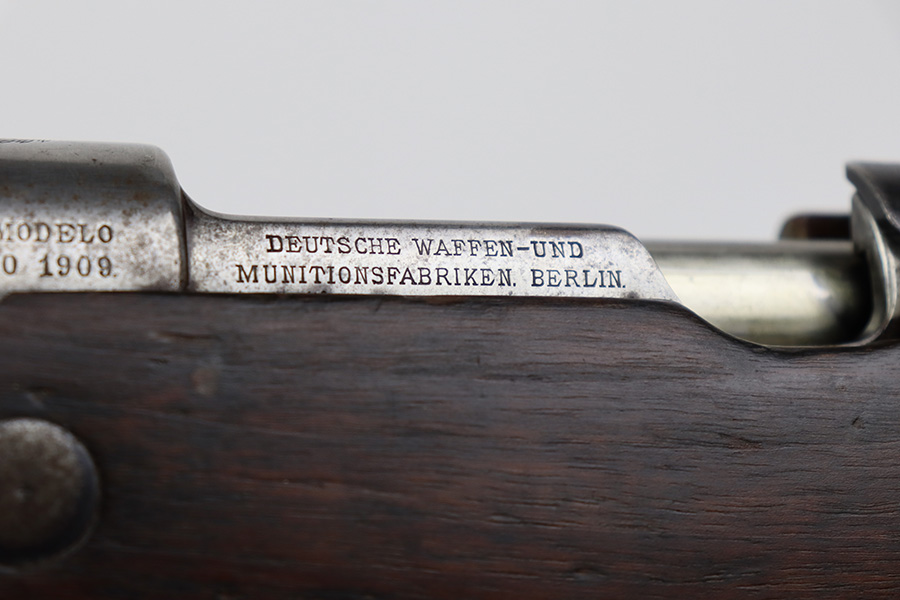 MODELO
O 1909.
DEUTSCHE WAFFEN-UND
MUNITIONSFABRIKEN. BERLIN.